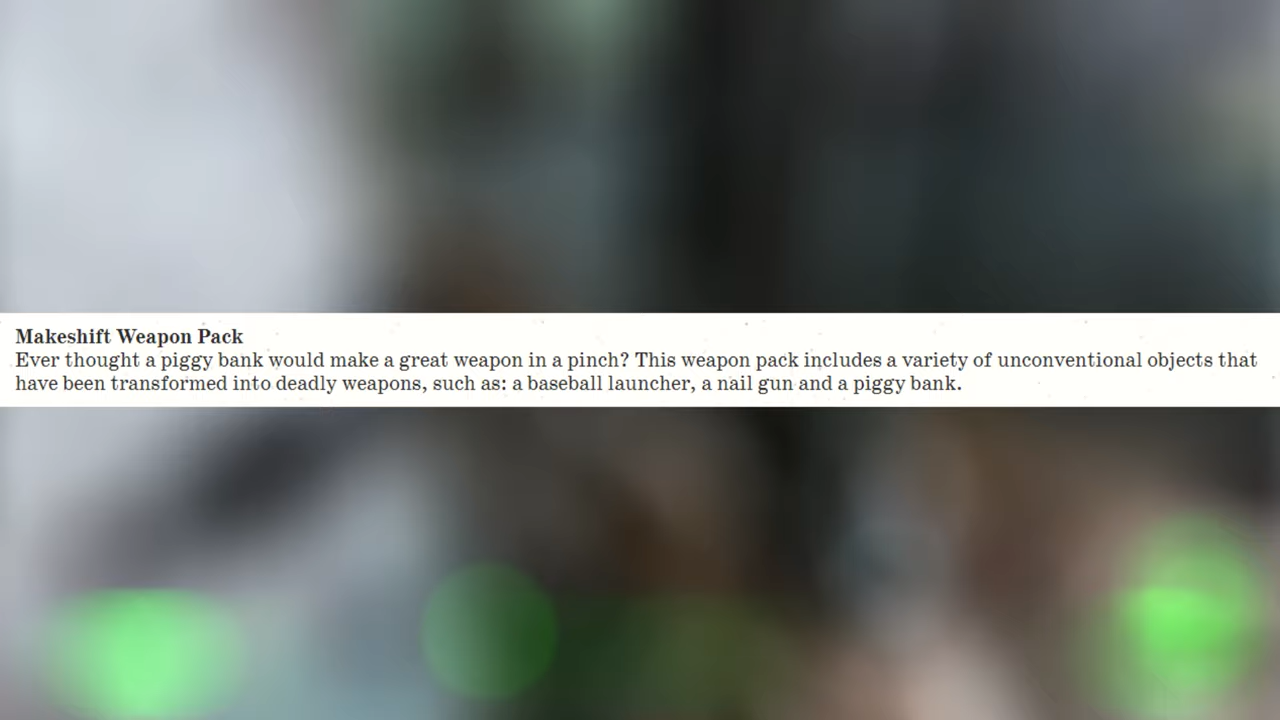 Makeshift Weapon Pack
Ever thought a piggy bank would make a great weapon in a pinch? This weapon pack includes a variety of unconventional objects that
have been transformed into deadly weapons, such as: a baseball launcher, a nail gun and a piggy bank.